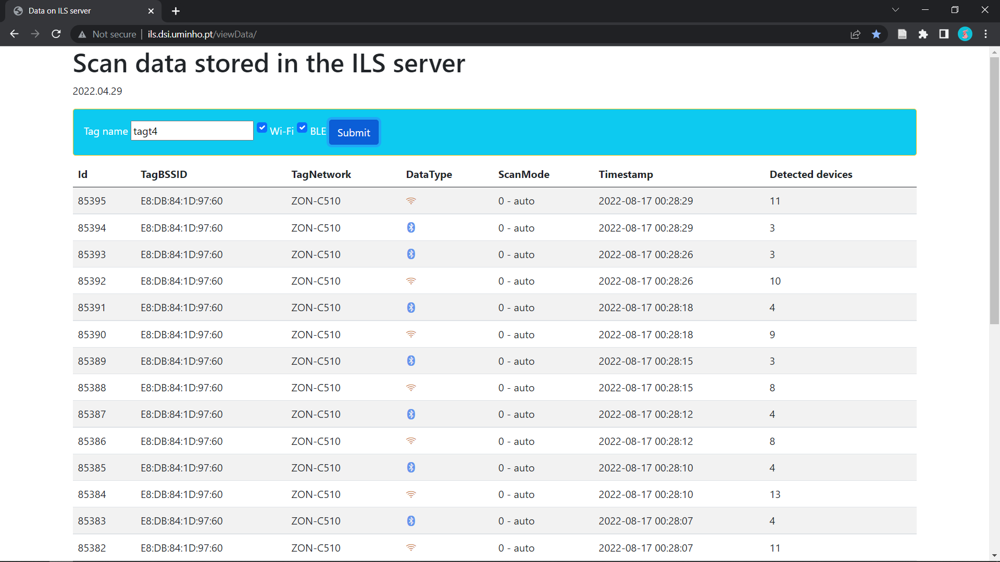 Data on ILS server
Not secure | ils.dsi.uminho.pt/viewData/
Scan data stored in the ILS server
2022.04.29
Tag name tagt4 Wi-Fi BLE Submit
Id TagBSSID TagNetwork DataType ScanMode Timestamp Detected devices
85395 E8:DB:84:1D:97:60 ZON-C510 0 - auto 2022-08-17 00:28:29 11
85394 E8:DB:84:1D:97:60 ZON-C510 0 - auto 2022-08-17 00:28:29 3
85393 E8:DB:84:1D:97:60 ZON-C510 0 - auto 2022-08-17 00:28:26 3
85392 E8:DB:84:1D:97:60 ZON-C510 0 - auto 2022-08-17 00:28:26 10
85391 E8:DB:84:1D:97:60 ZON-C510 0 - auto 2022-08-17 00:28:18 4
85390 E8:DB:84:1D:97:60 ZON-C510 0 - auto 2022-08-17 00:28:18 9
85389 E8:DB:84:1D:97:60 ZON-C510 0 - auto 2022-08-17 00:28:15 3
85388 E8:DB:84:1D:97:60 ZON-C510 0 - auto 2022-08-17 00:28:15 8
85387 E8:DB:84:1D:97:60 ZON-C510 0 - auto 2022-08-17 00:28:12 4
85386 E8:DB:84:1D:97:60 ZON-C510 0 - auto 2022-08-17 00:28:12 8
85385 E8:DB:84:1D:97:60 ZON-C510 0 - auto 2022-08-17 00:28:10 4
85384 E8:DB:84:1D:97:60 ZON-C510 0 - auto 2022-08-17 00:28:10 13
85383 E8:DB:84:1D:97:60 ZON-C510 0 - auto 2022-08-17 00:28:07 4
85382 E8:DB:84:1D:97:60 ZON-C510 0 - auto 2022-08-17 00:28:07 11